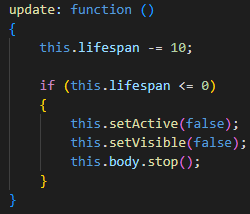 update: function ()
{
    this.lifespan -= 10;

    if (this.lifespan <= 0)
    {
        this.setActive(false);
        this.setVisible(false);
        this.body.stop();
    }
}